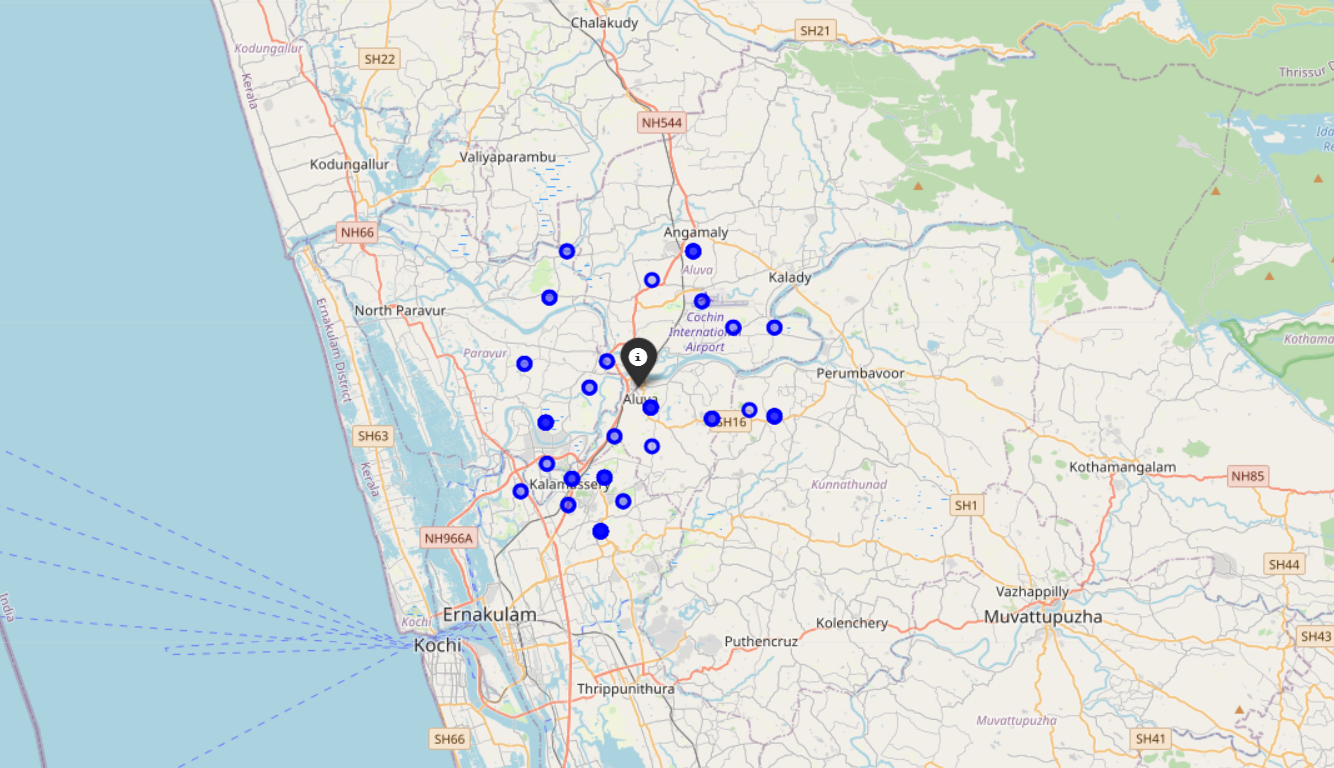 Chalakudy
SH21
Kodungallur
SH22
Kerala
Thrissur
NH544
Valiyaparambu
Kodungallur
NH66
Angamaly
Aluva
Kalady
Ernakulam District
North Paravur
Cochin
International
Airport
Paravur
i
Kothama
Perumbavoor
Aluva
SH16
SH63
Kerala
Kothamangalam
NH85
Kalamassery
Kunnathunad
SH1
NH966A
SH44
India
Vazhappilly
Muvattupuzha
Kochi
Ernakulam
Kolenchery
SH43
Kochi
Puthencruz
Thrippunithura
Muvattupuzha
SH66
SH41